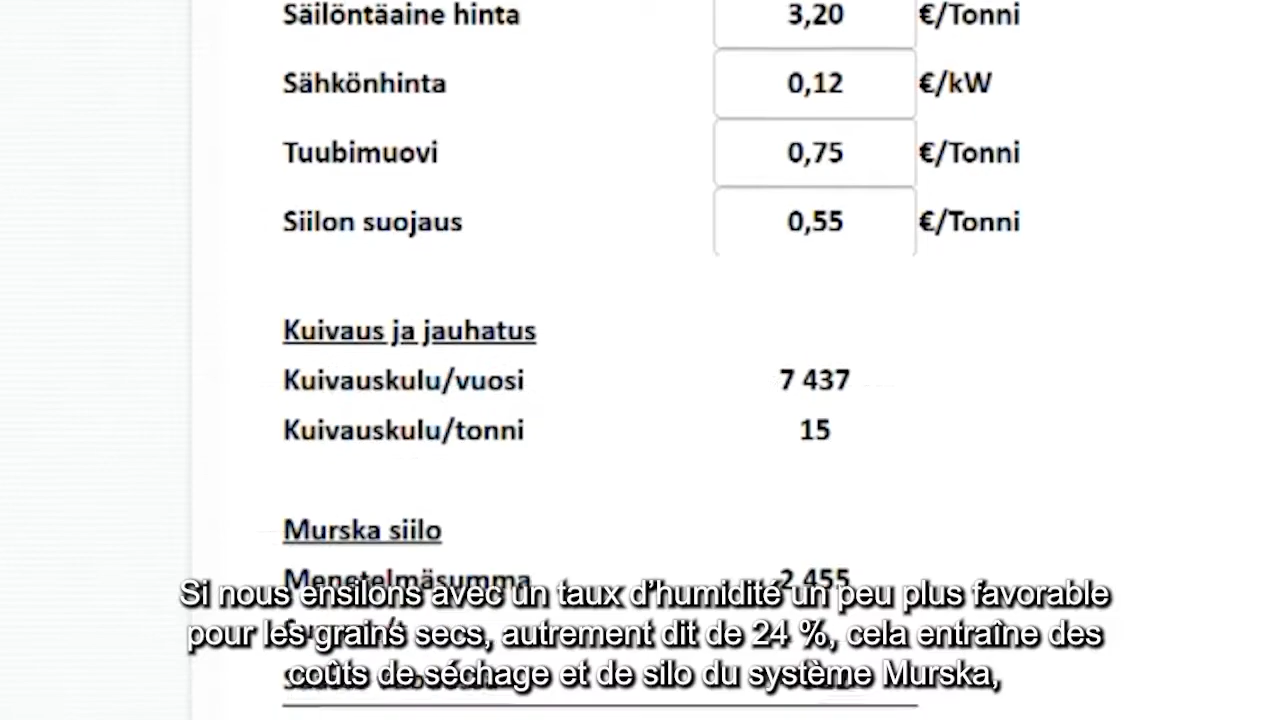 Säilöntäaine hinta 3,20 €/Tonni
Sähkönhinta 0,12 €/kW
Tuubimuovi 0,75 €/Tonni
Siilon suojaus 0,55 €/Tonni
Kuivaus ja jauhatus
Kuivauskulu/vuosi 7 437
Kuivauskulu/tonni 15
Murska siilo
Menetelmäsumma 2 455
Si nous ensilons avec un taux d’humidité un peu plus favorable
pour les grains secs, autrement dit de 24 %, cela entraîne des
coûts de séchage et de silo du système Murska,